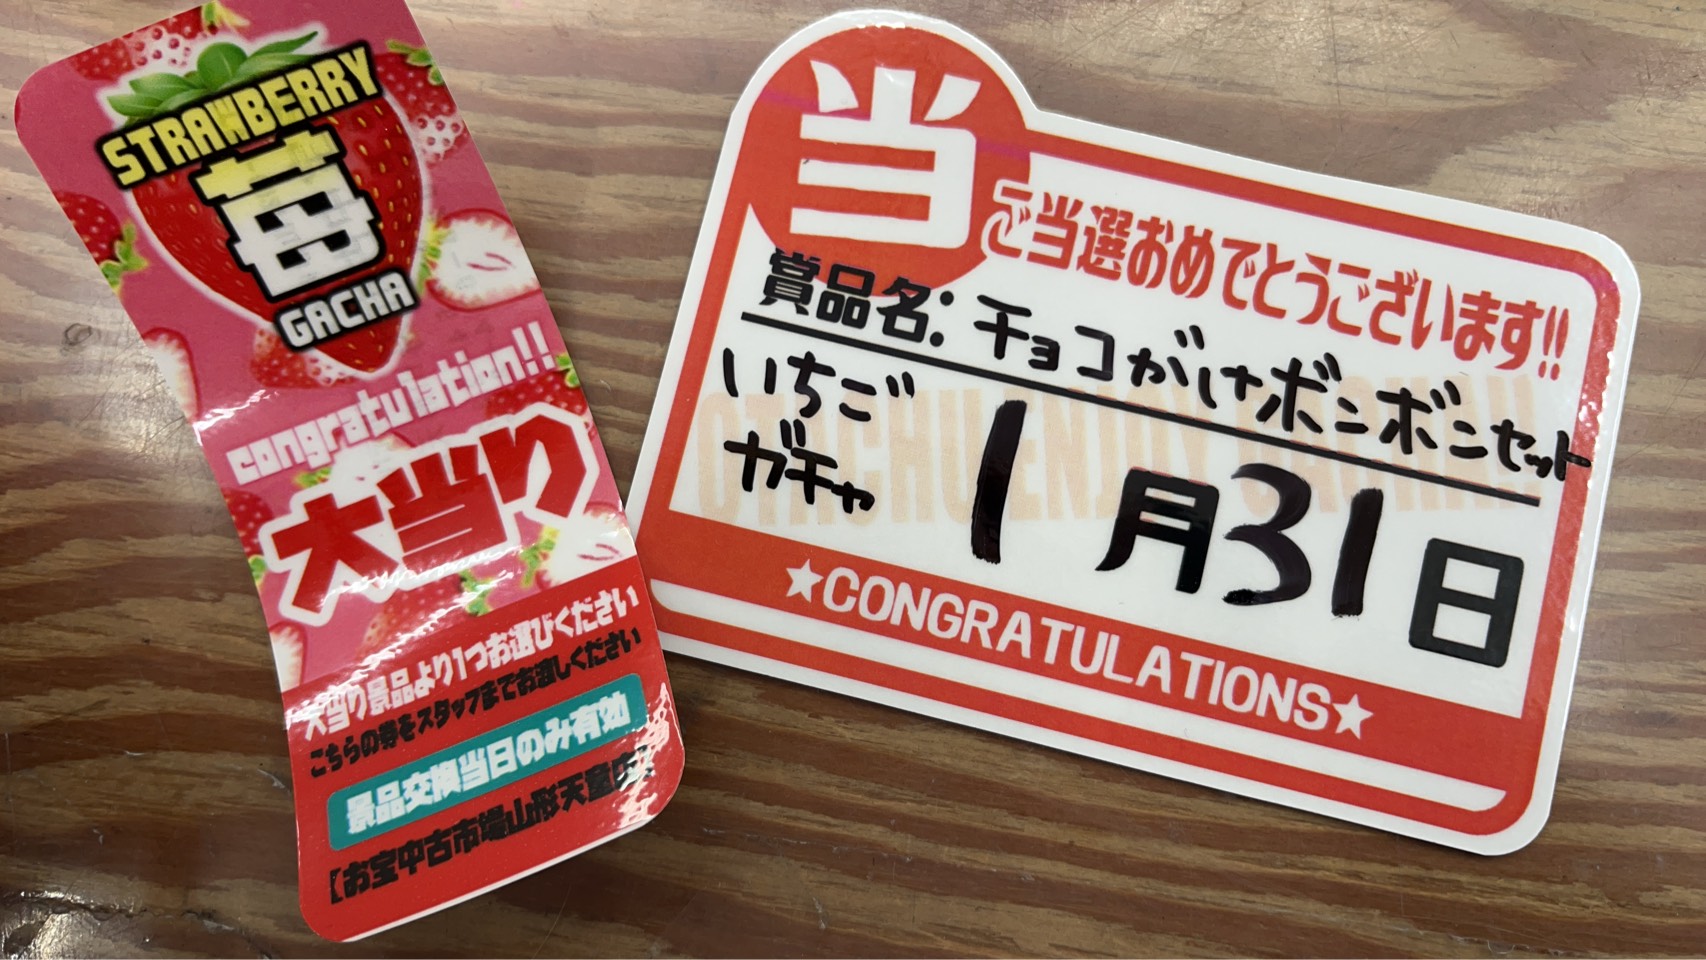 STRAWBERRY
苺
GACHA
congratulation!!
大当り
大当り景品より1つお選びください
こちらの券をスタッフまでお渡しください
景品交換当日のみ有効
【お宝中古市場山形天童店】
当
ご当選おめでとうございます!!
賞品名:チョコがけボンボンセット
いちご
ガチャ
1月31日
★CONGRATULATIONS★